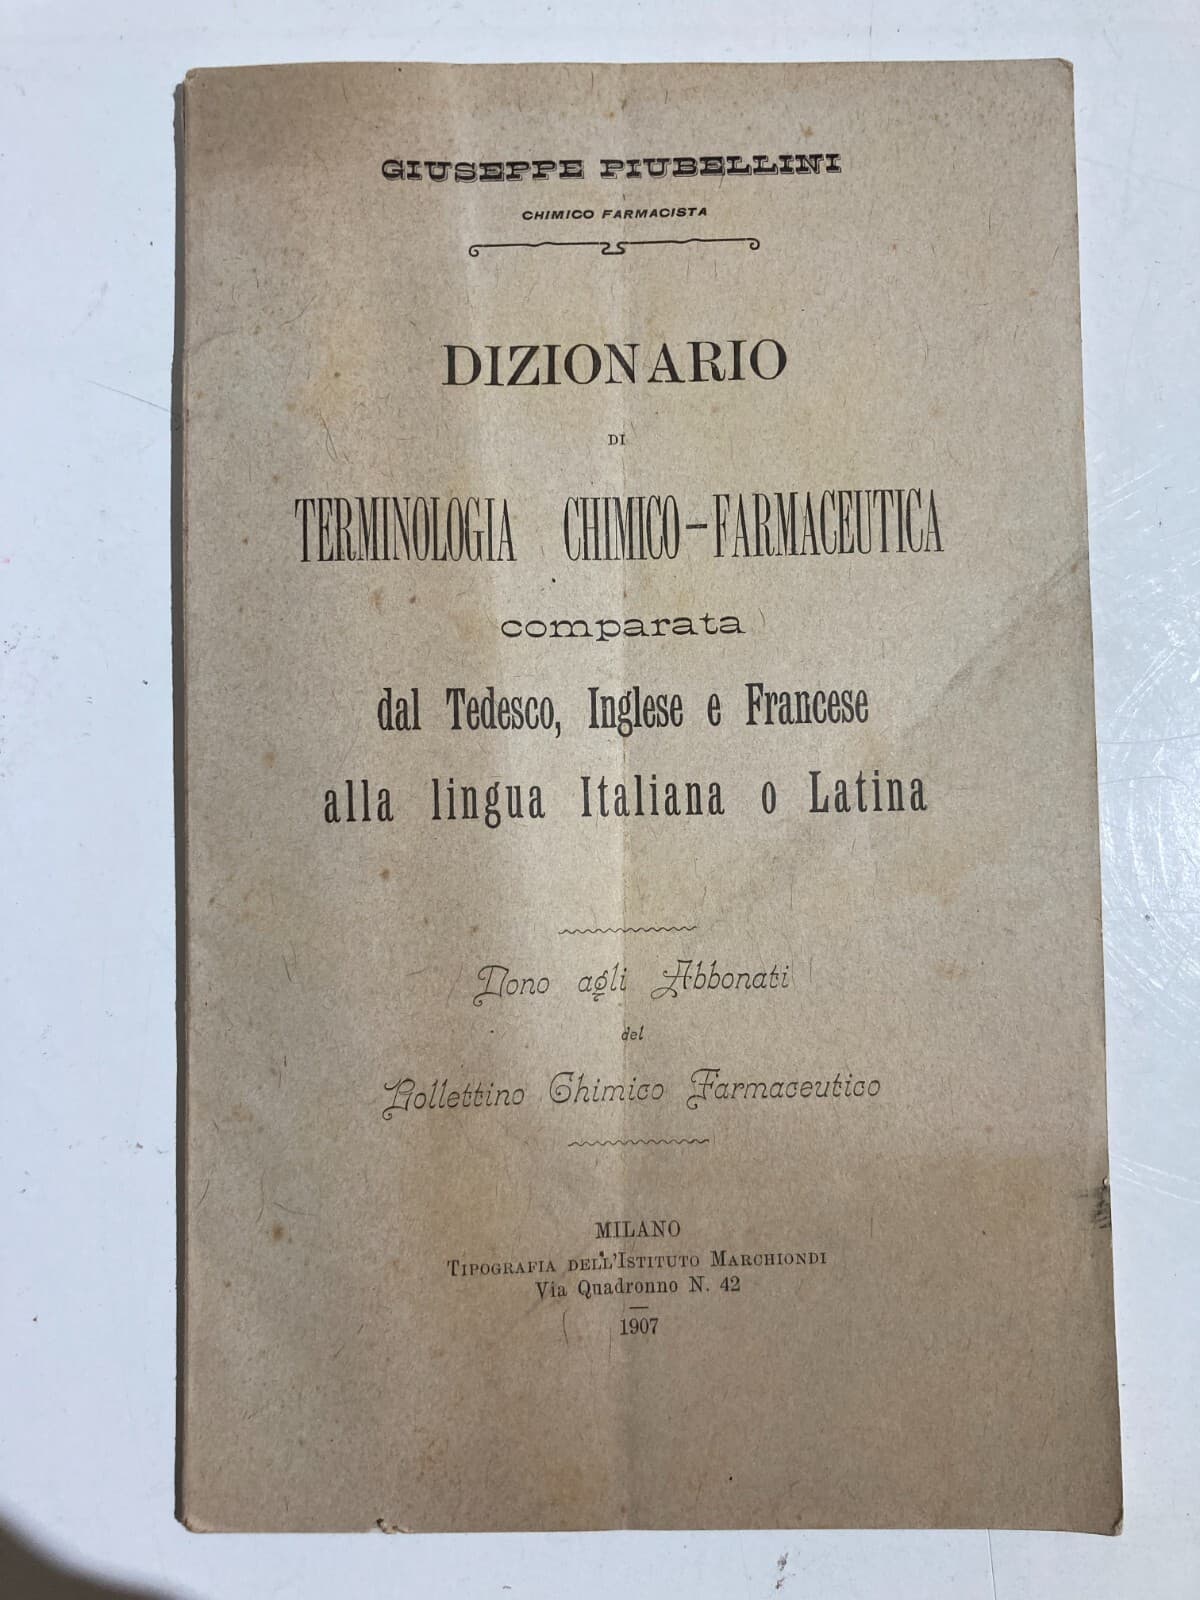 GIUSEPPE PIUBELLINI
CHIMICO FARMACISTA
DIZIONARIO
DI
TERMINOLOGIA CHIMICO-FARMACEUTICA
comparata
dal Tedesco, Inglese e Francese
alla lingua Italiana o Latina
Dono agli Abbonati
del
Bollettino Chimico Farmaceutico
MILANO
TIPOGRAFIA DELL'ISTITUTO MARCHIONDI
Via Quadronno N. 42
1907